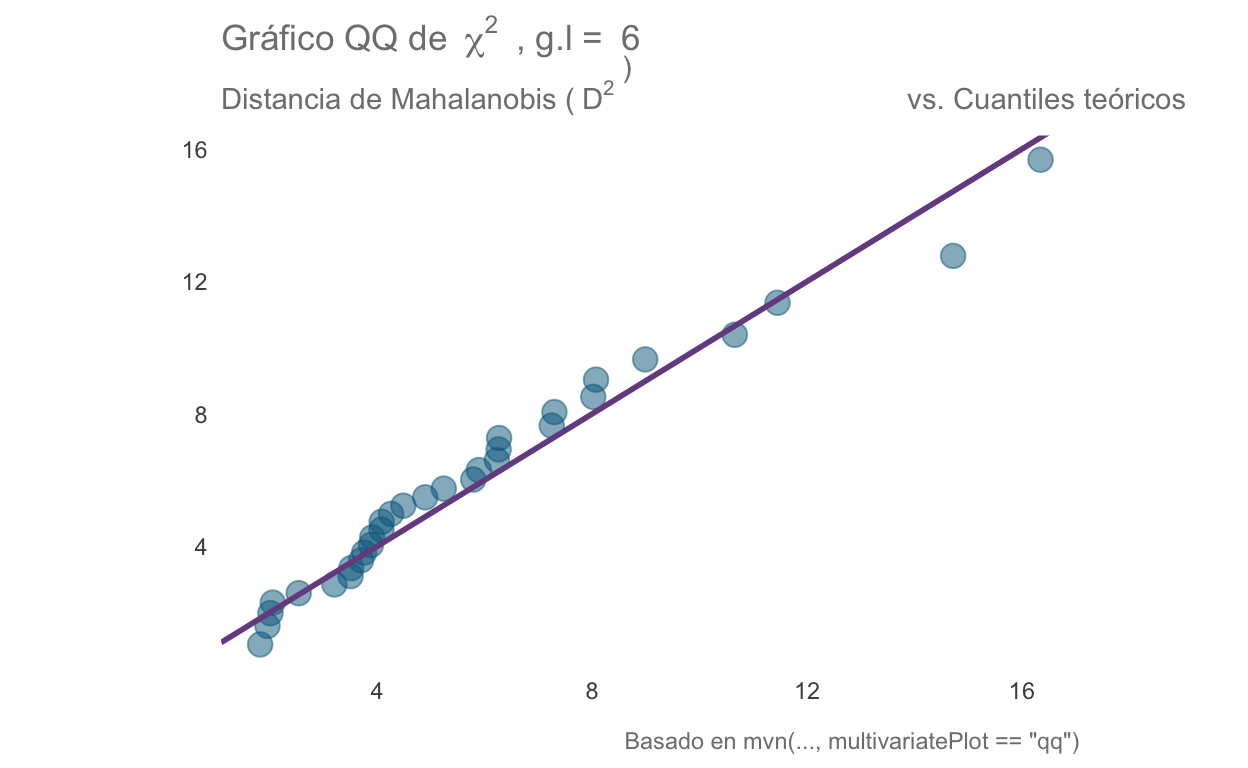 Gráfico QQ de χ² , g.l = 6
Distancia de Mahalanobis ( D² ) vs. Cuantiles teóricos
16
12
8
4
4 8 12 16
Basado en mvn(..., multivariatePlot == "qq")